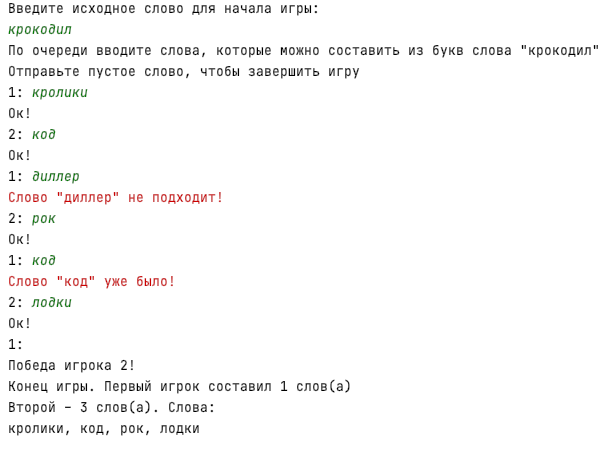 Введите исходное слово для начала игры:
крокодил
По очереди вводите слова, которые можно составить из букв слова "крокодил"
Отправьте пустое слово, чтобы завершить игру
1: кролики
Ок!
2: код
Ок!
1: диллер
Слово "диллер" не подходит!
2: рок
Ок!
1: код
Слово "код" уже было!
2: лодки
Ок!
1:
Победа игрока 2!
Конец игры. Первый игрок составил 1 слов(а)
Второй – 3 слов(а). Слова:
кролики, код, рок, лодки